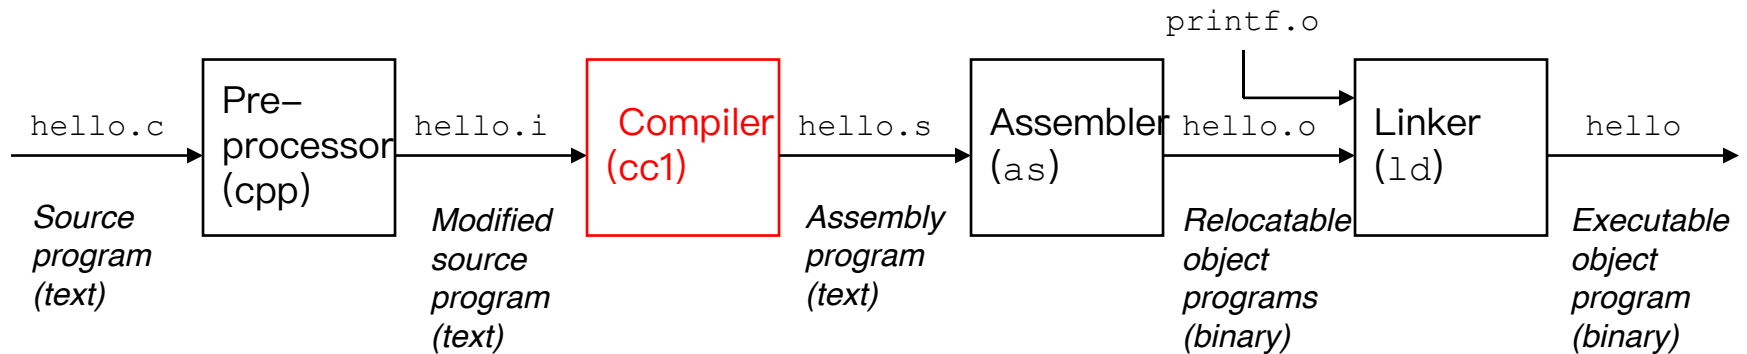 printf.o
hello.c
Pre-
processor
(cpp)
hello.i
Compiler
(cc1)
hello.s
Assembler
(as)
hello.o
Linker
(ld)
hello
Source
program
(text)
Modified
source
program
(text)
Assembly
program
(text)
Relocatable
object
programs
(binary)
Executable
object
program
(binary)